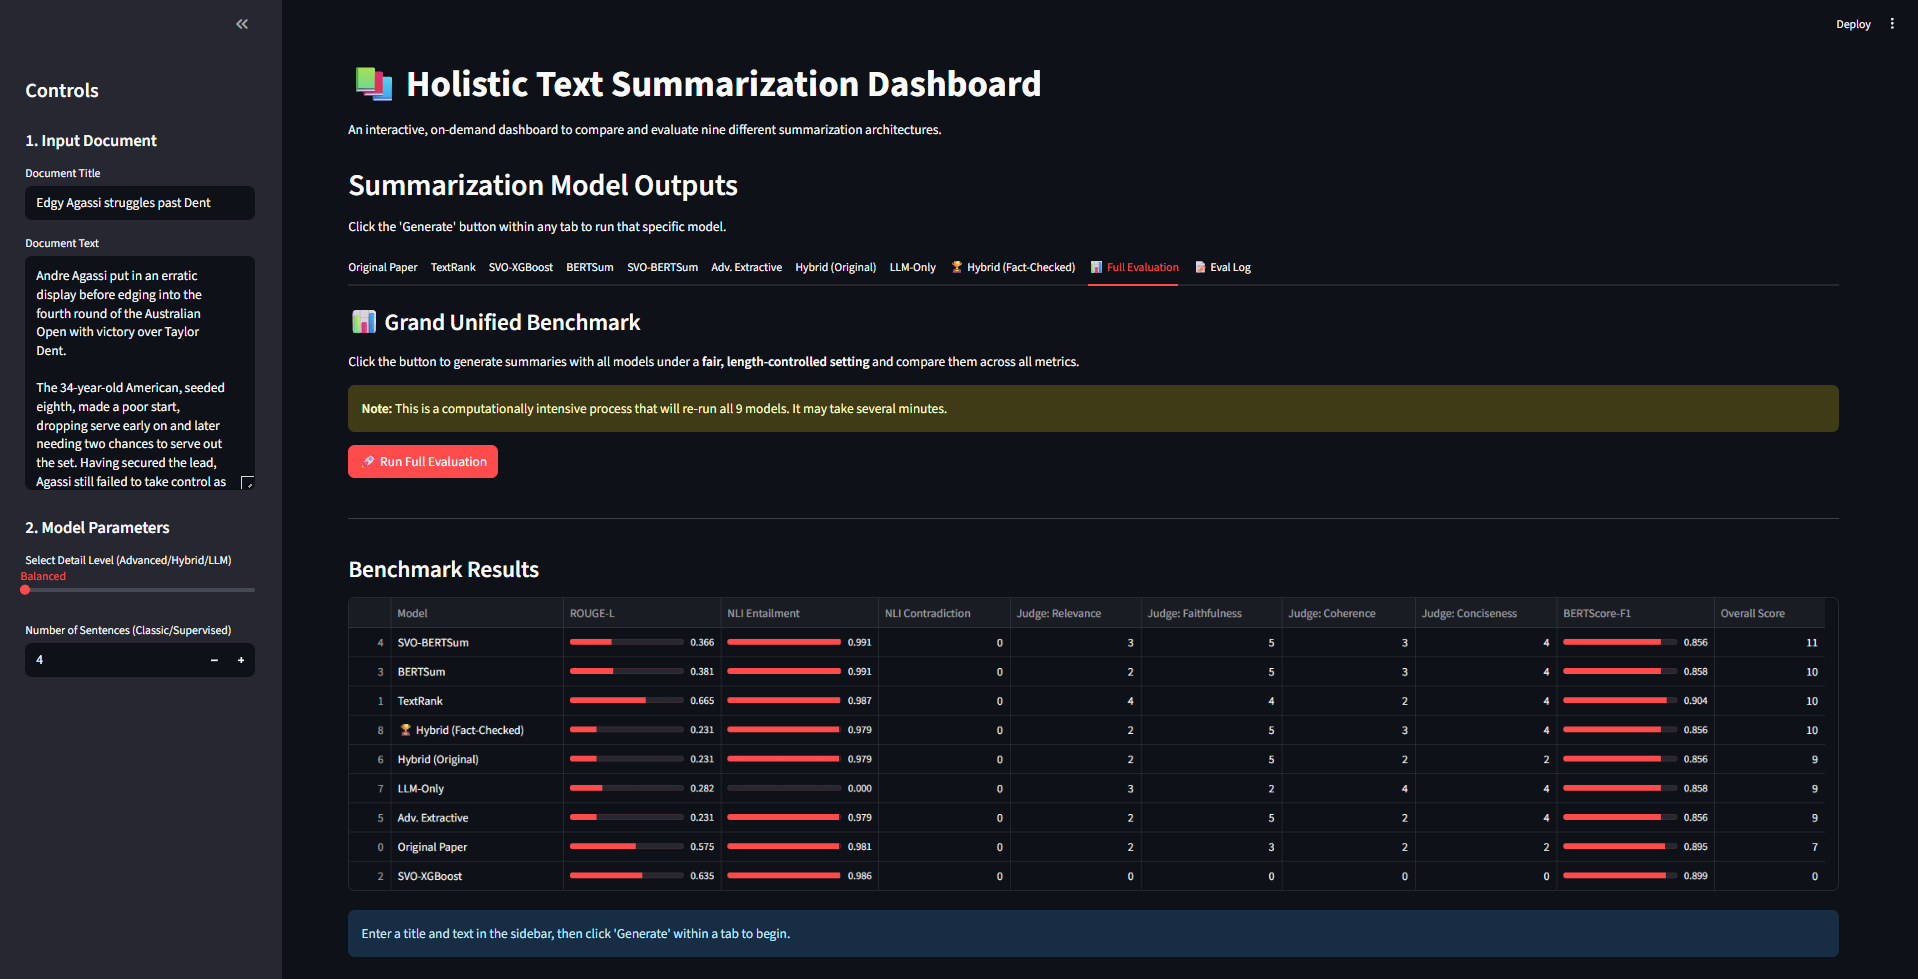 Deploy
Controls
1. Input Document
Document Title
Edgy Agassi struggles past Dent
Document Text
Andre Agassi put in an erratic
display before edging into the
fourth round of the Australian
Open with victory over Taylor
Dent.
The 34-year-old American, seeded
eighth, made a poor start,
dropping serve early on and later
needing two chances to serve out
the set. Having secured the lead,
Agassi still failed to take control as
2. Model Parameters
Select Detail Level (Advanced/Hybrid/LLM)
Balanced
Number of Sentences (Classic/Supervised)
4
Holistic Text Summarization Dashboard
An interactive, on-demand dashboard to compare and evaluate nine different summarization architectures.
Summarization Model Outputs
Click the 'Generate' button within any tab to run that specific model.
Original Paper TextRank SVO-XGBoost BERTSum SVO-BERTSum Adv. Extractive Hybrid (Original) LLM-Only Hybrid (Fact-Checked) Full Evaluation Eval Log
Grand Unified Benchmark
Click the button to generate summaries with all models under a fair, length-controlled setting and compare them across all metrics.
Note: This is a computationally intensive process that will re-run all 9 models. It may take several minutes.
Run Full Evaluation
Benchmark Results
Model ROUGE-L NLI Entailment NLI Contradiction Judge: Relevance Judge: Faithfulness Judge: Coherence Judge: Conciseness BERTScore-F1 Overall Score
4 SVO-BERTSum 0.366 0.991 0 3 5 3 4 0.856 11
3 BERTSum 0.381 0.991 0 2 5 3 4 0.858 10
1 TextRank 0.665 0.987 0 4 4 2 4 0.904 10
8 Hybrid (Fact-Checked) 0.231 0.979 0 2 5 3 4 0.856 10
6 Hybrid (Original) 0.231 0.979 0 2 5 2 2 0.856 9
7 LLM-Only 0.282 0.000 0 3 2 4 4 0.858 9
5 Adv. Extractive 0.231 0.979 0 2 5 2 4 0.856 9
0 Original Paper 0.575 0.981 0 2 3 2 2 0.895 7
2 SVO-XGBoost 0.635 0.986 0 0 0 0 0 0.899 0
Enter a title and text in the sidebar, then click 'Generate' within a tab to begin.